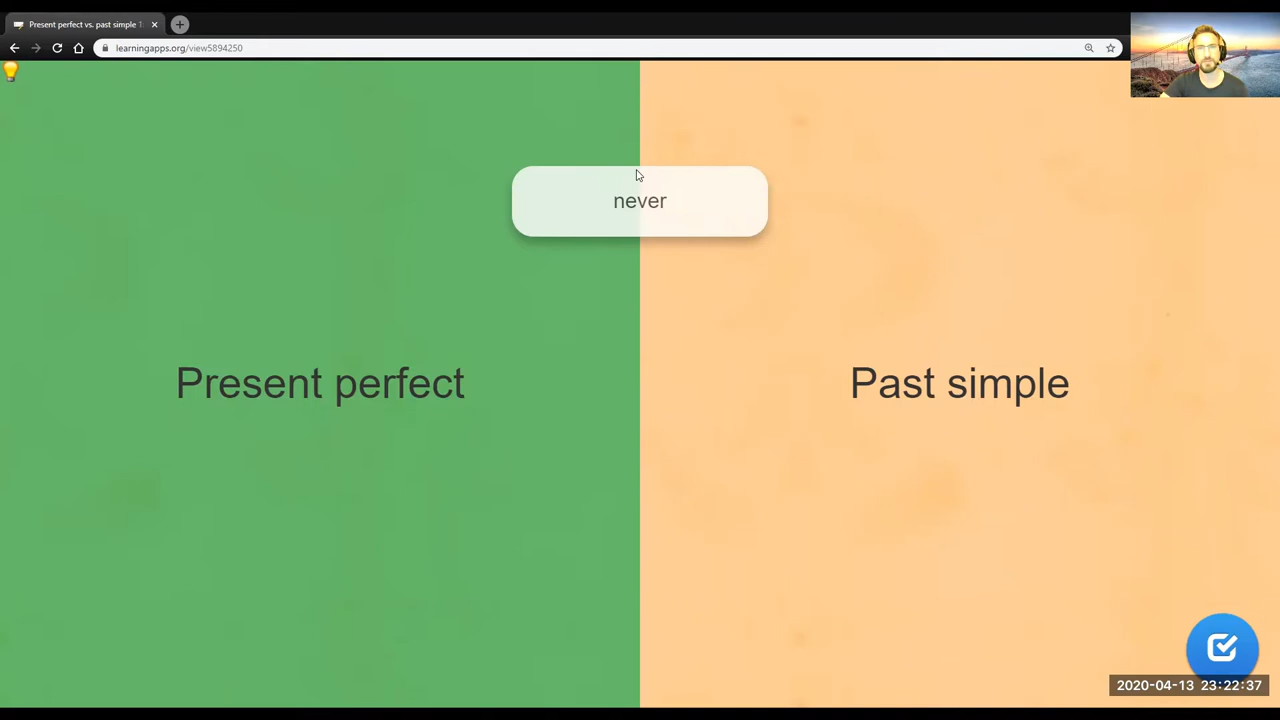 Present perfect vs. past simple 1
learningapps.org/view5894250
never
Present perfect
Past simple
2020-04-13 23:22:37